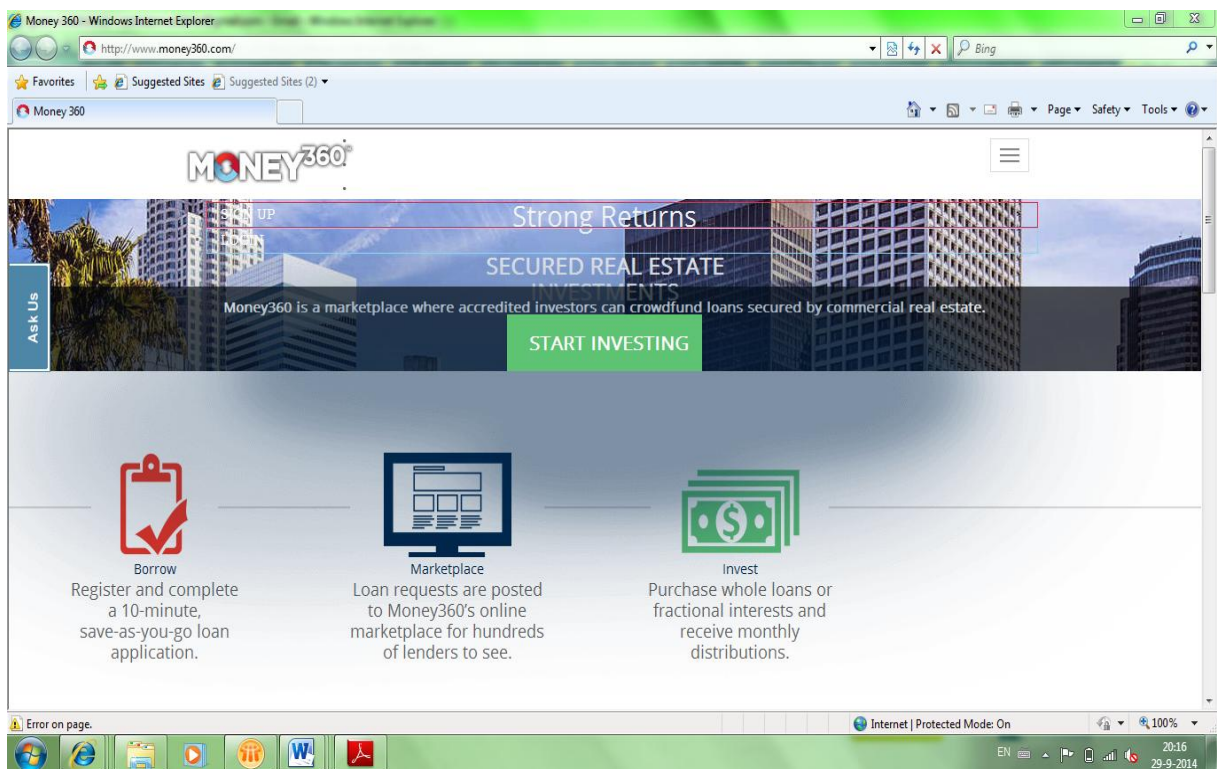 Money 360 - Windows Internet Explorer
http://www.money360.com/
Bing
Favorites
Suggested Sites
Suggested Sites (2)
Money 360
Page
Safety
Tools
MONEY360
SIGN UP
Strong Returns
LOGIN
SECURED REAL ESTATE
INVESTMENTS
Money360 is a marketplace where accredited investors can crowdfund loans secured by commercial real estate.
START INVESTING
Ask Us
Borrow
Register and complete
a 10-minute,
save-as-you-go loan
application.
Marketplace
Loan requests are posted
to Money360's online
marketplace for hundreds
of lenders to see.
Invest
Purchase whole loans or
fractional interests and
receive monthly
distributions.
Error on page.
Internet | Protected Mode: On
100%
EN
20:16
29-9-2014